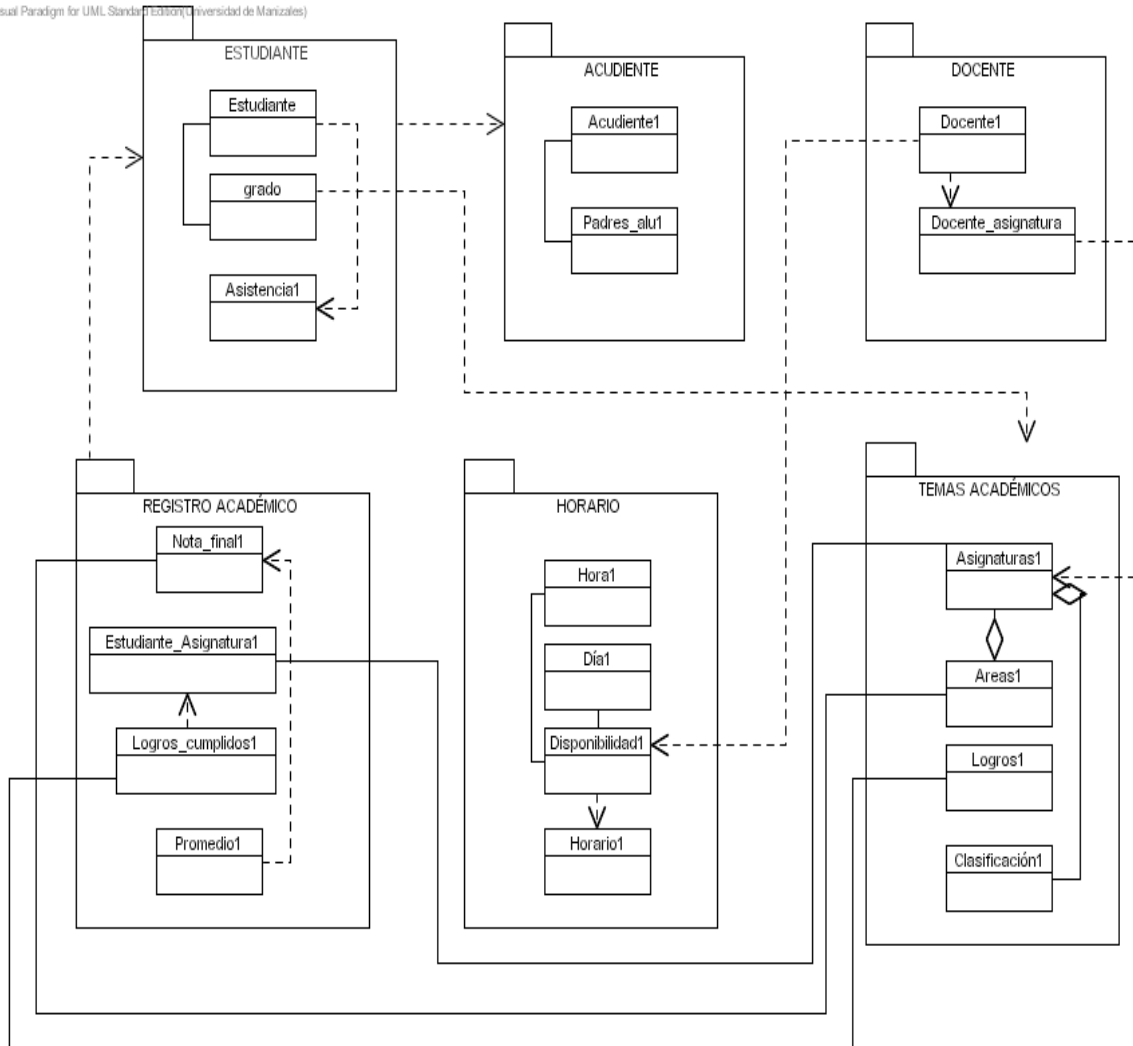 sual Paradigm for UML Standard Edition(Universidad de Manizales)
ESTUDIANTE
Estudiante
grado
Asistencia1
ACUDIENTE
Acudiente1
Padres_alu1
DOCENTE
Docente1
Docente_asignatura
REGISTRO ACADÉMICO
Nota_final1
Estudiante_Asignatura1
Logros_cumplidos1
Promedio1
HORARIO
Hora1
Día1
Disponibilidad1
Horario1
TEMAS ACADÉMICOS
Asignaturas1
Areas1
Logros1
Clasificación1